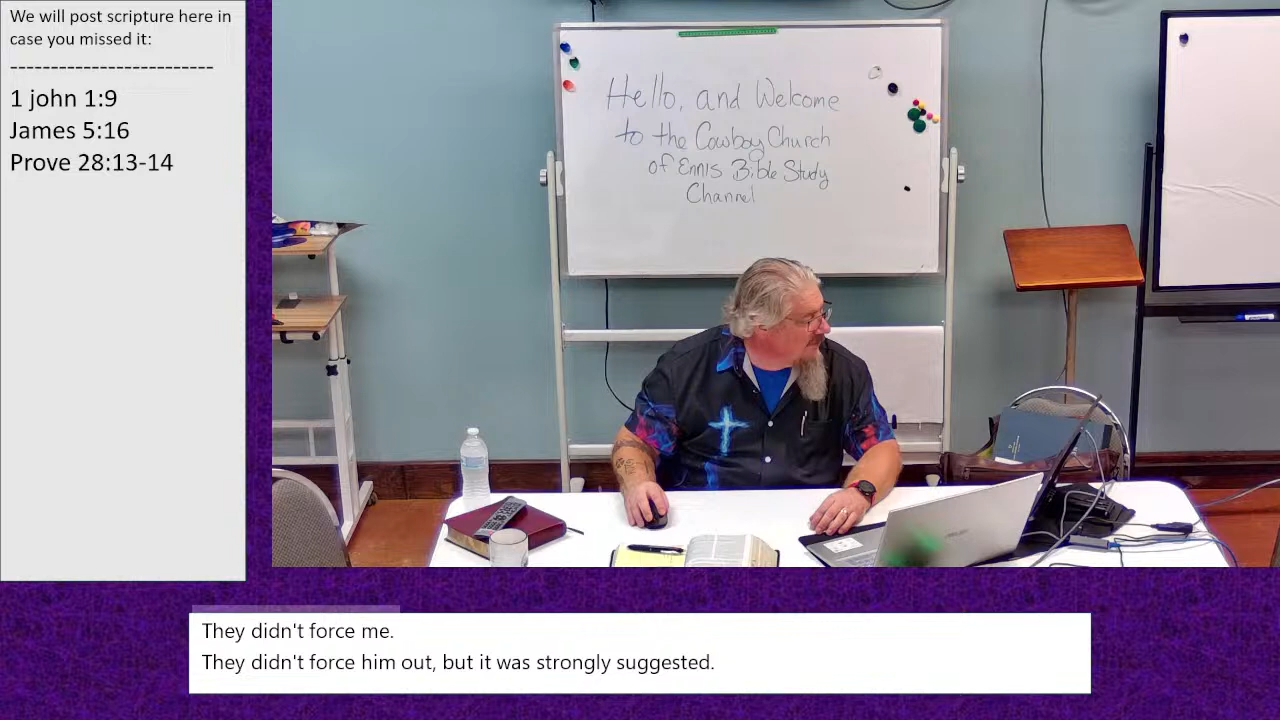 We will post scripture here in
case you missed it:
-------------------------
1 john 1:9
James 5:16
Prove 28:13-14
Hello, and Welcome
to the Cowboy Church
of Ennis Bible Study
Channel
They didn't force me.
They didn't force him out, but it was strongly suggested.